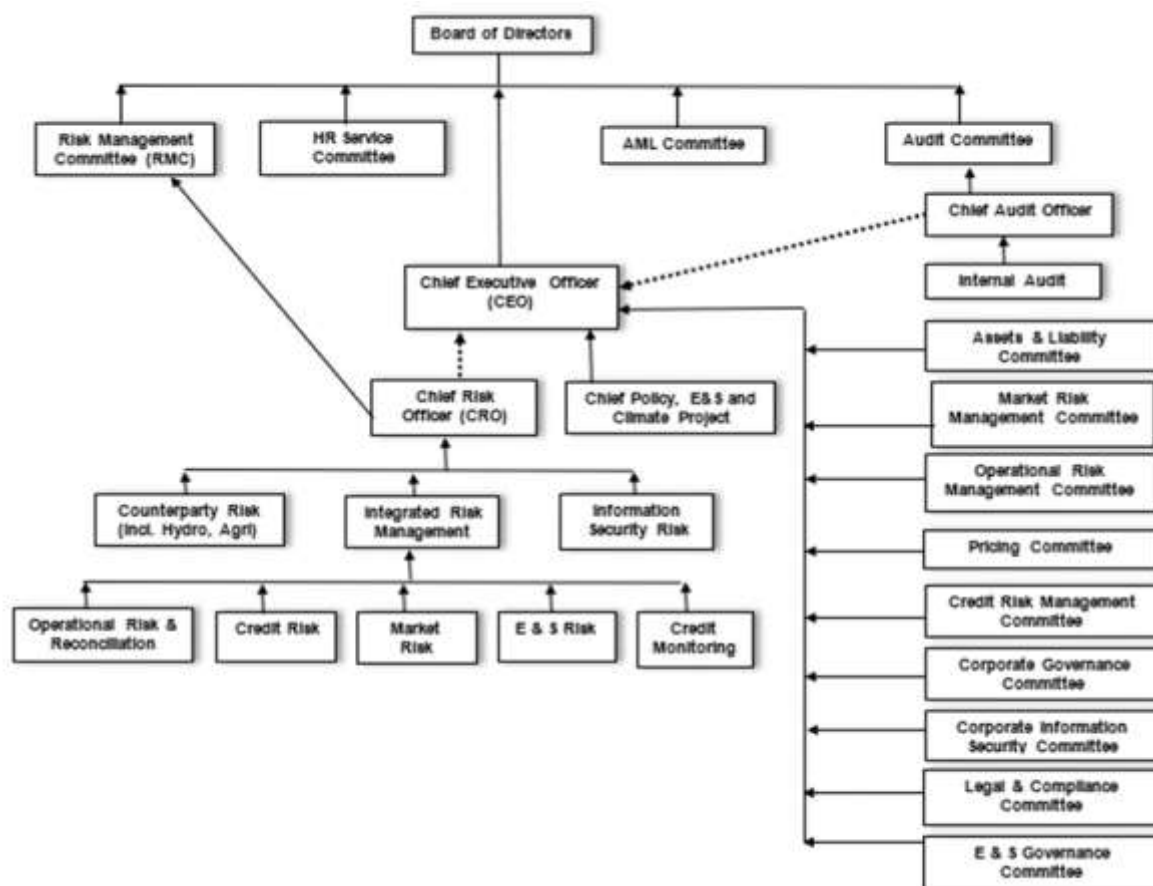 Board of Directors
Risk Management
Committee (RMC)
HR Service
Committee
AML Committee
Audit Committee
Chief Audit Officer
Internal Audit
Chief Executive Officer
(CEO)
Chief Risk
Officer (CRO)
Chief Policy, E&S and
Climate Project
Counterparty Risk
(Incl. Hydro, Agri)
Integrated Risk
Management
Information
Security Risk
Operational Risk &
Reconciliation
Credit Risk
Market
Risk
E & S Risk
Credit
Monitoring
Assets & Liability
Committee
Market Risk
Management Committee
Operational Risk
Management Committee
Pricing Committee
Credit Risk Management
Committee
Corporate Governance
Committee
Corporate Information
Security Committee
Legal & Compliance
Committee
E & S Governance
Committee